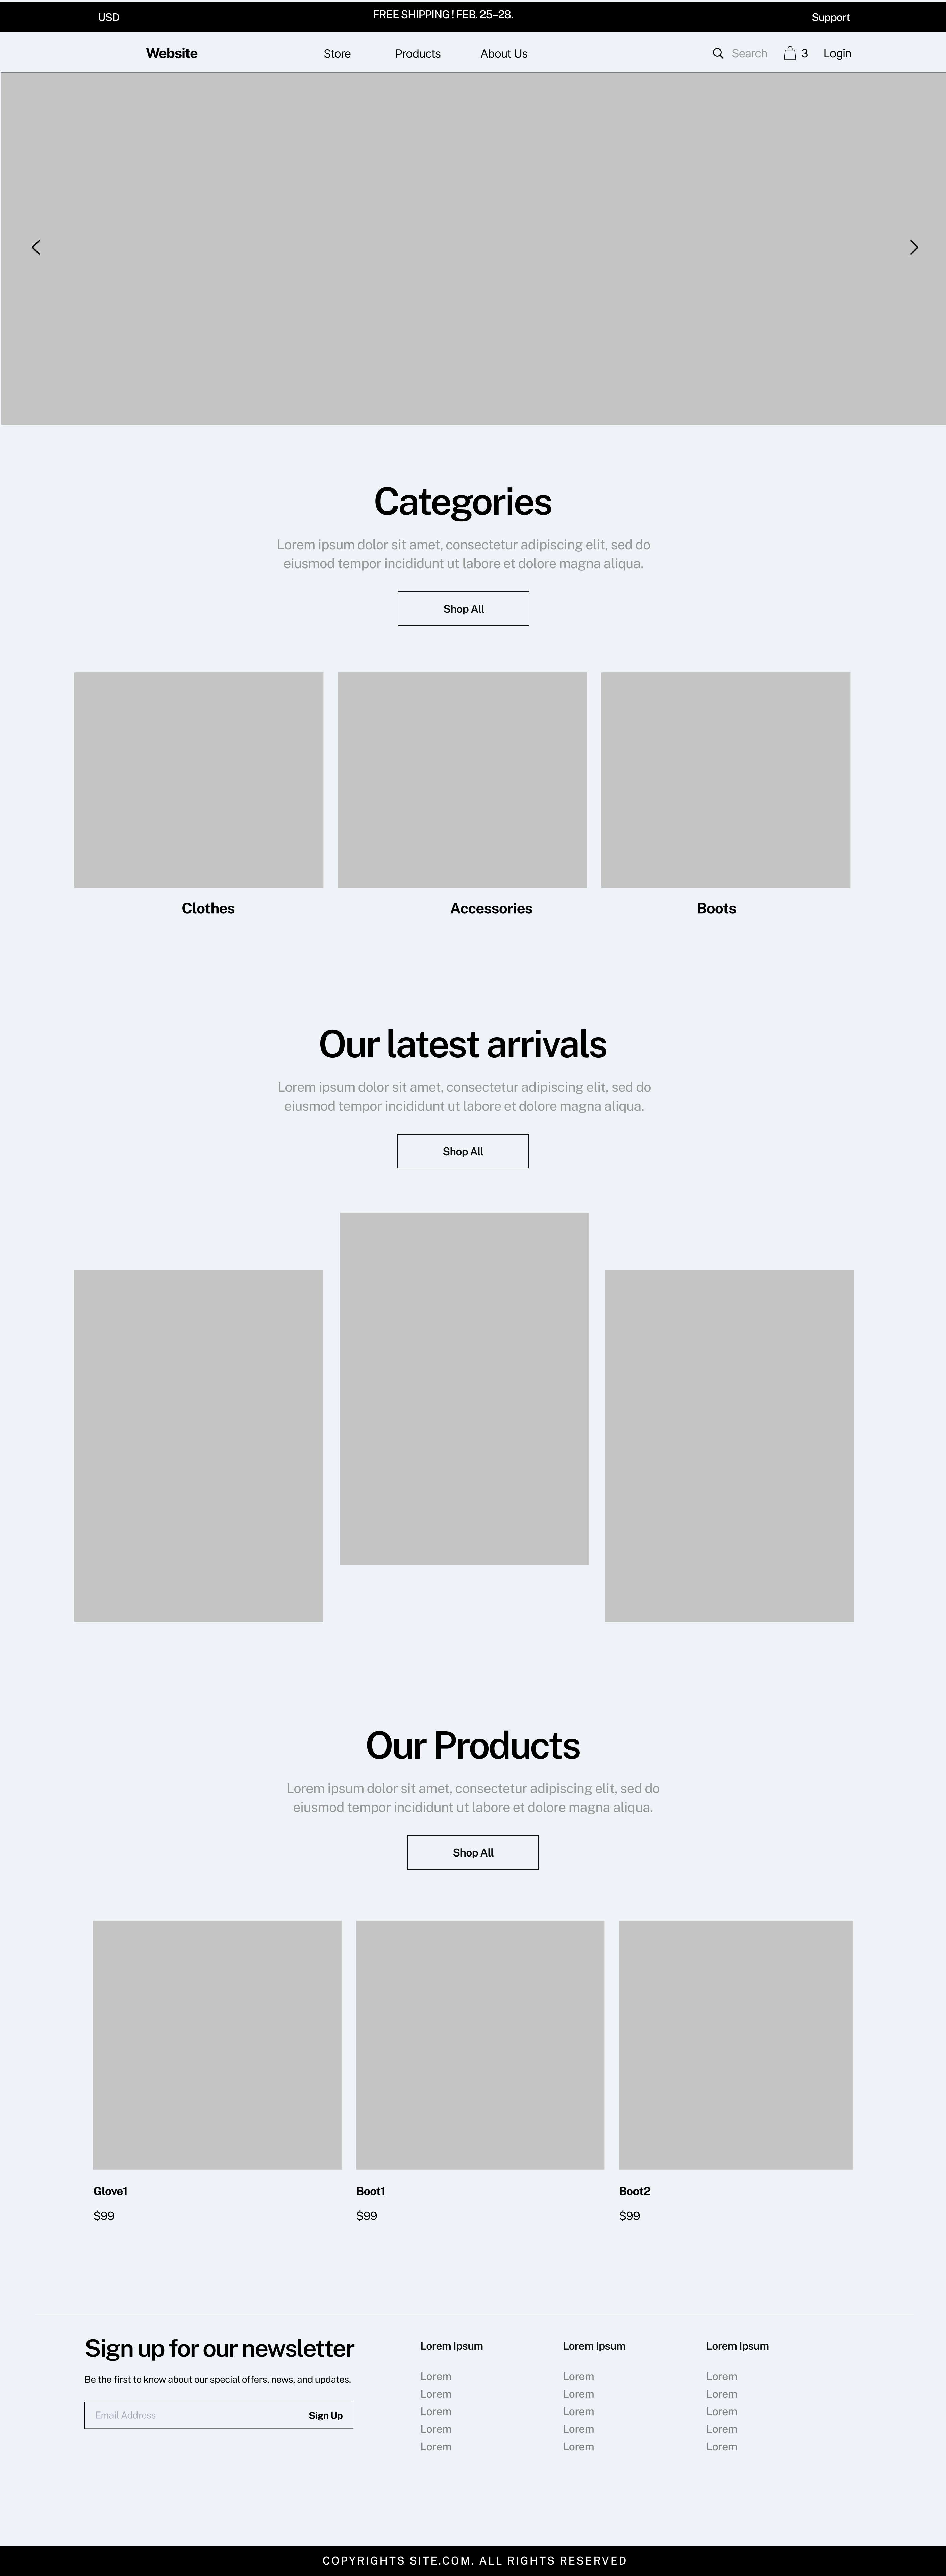 USD
FREE SHIPPING ! FEB. 25–28.
Support
Website
Store
Products
About Us
Search
3
Login
Categories
Lorem ipsum dolor sit amet, consectetur adipiscing elit, sed do
eiusmod tempor incididunt ut labore et dolore magna aliqua.
Shop All
Clothes
Accessories
Boots
Our latest arrivals
Lorem ipsum dolor sit amet, consectetur adipiscing elit, sed do
eiusmod tempor incididunt ut labore et dolore magna aliqua.
Shop All
Our Products
Lorem ipsum dolor sit amet, consectetur adipiscing elit, sed do
eiusmod tempor incididunt ut labore et dolore magna aliqua.
Shop All
Glove1
$99
Boot1
$99
Boot2
$99
Sign up for our newsletter
Be the first to know about our special offers, news, and updates.
Email Address
Sign Up
Lorem Ipsum
Lorem
Lorem
Lorem
Lorem
Lorem
Lorem Ipsum
Lorem
Lorem
Lorem
Lorem
Lorem
Lorem Ipsum
Lorem
Lorem
Lorem
Lorem
Lorem
COPYRIGHTS SITE.COM. ALL RIGHTS RESERVED